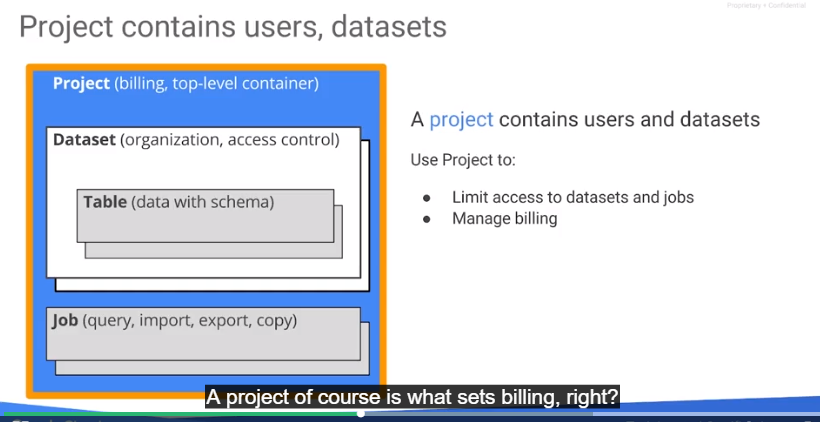 Proprietary + Confidential
Project contains users, datasets
Project (billing, top-level container)
Dataset (organization, access control)
Table (data with schema)
Job (query, import, export, copy)
A project contains users and datasets
Use Project to:
● Limit access to datasets and jobs
● Manage billing
A project of course is what sets billing, right?